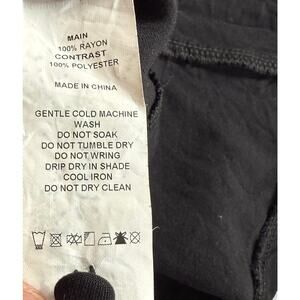 MAIN
100% RAYON
CONTRAST
100% POLYESTER
MADE IN CHINA
GENTLE COLD MACHINE
WASH
DO NOT SOAK
DO NOT TUMBLE DRY
DO NOT WRING
DRIP DRY IN SHADE
COOL IRON
DO NOT DRY CLEAN